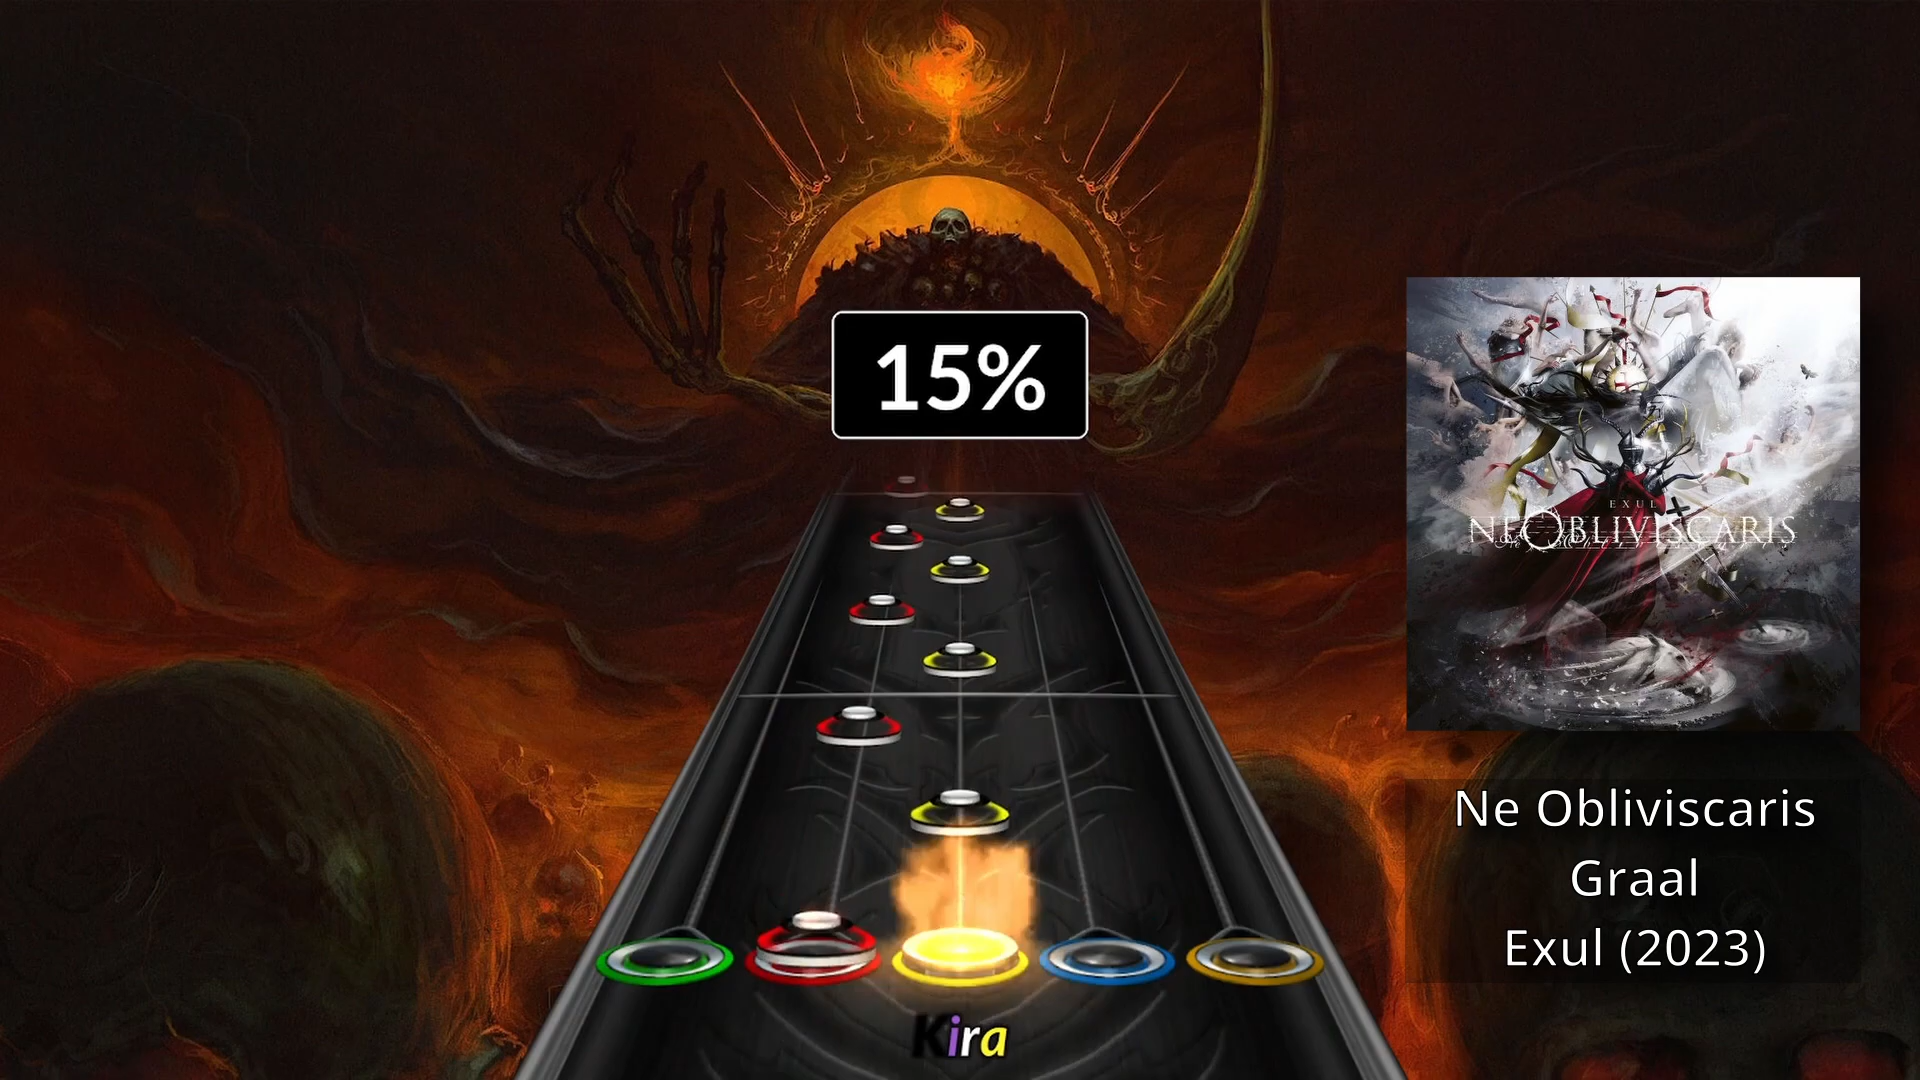 15%
EXUL
NE OBLIVISCARIS
Ne Obliviscaris
Graal
Exul (2023)
Kira